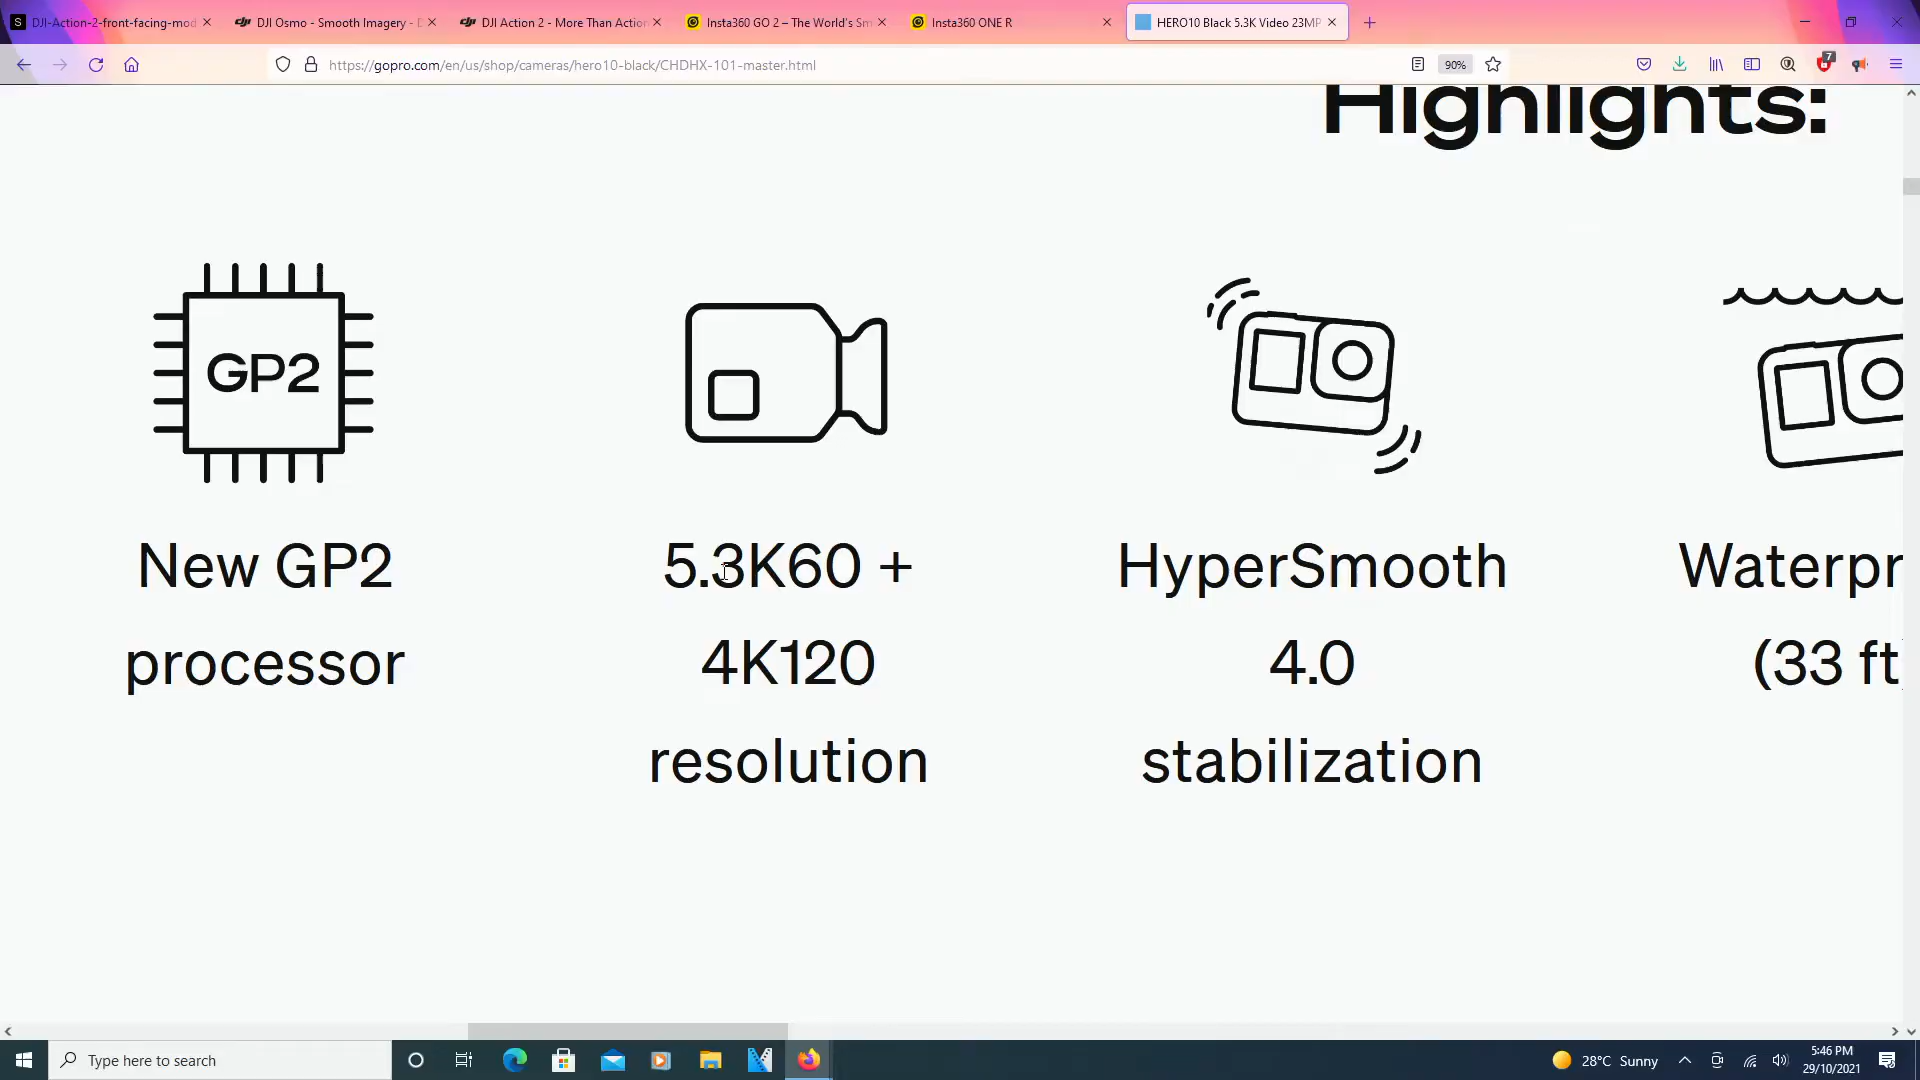 DJI-Action-2-front-facing-mod
DJI Osmo - Smooth Imagery - D
DJI Action 2 - More Than Action
Insta360 GO 2 – The World's Sm
Insta360 ONE R
HERO10 Black 5.3K Video 23MP
https://gopro.com/en/us/shop/cameras/hero10-black/CHDHX-101-master.html
90%
7
Highlights:
GP2
New GP2
processor
5.3K60 +
4K120
resolution
HyperSmooth
4.0
stabilization
Waterpr
(33 ft
Type here to search
28°C Sunny
5:46 PM
29/10/2021